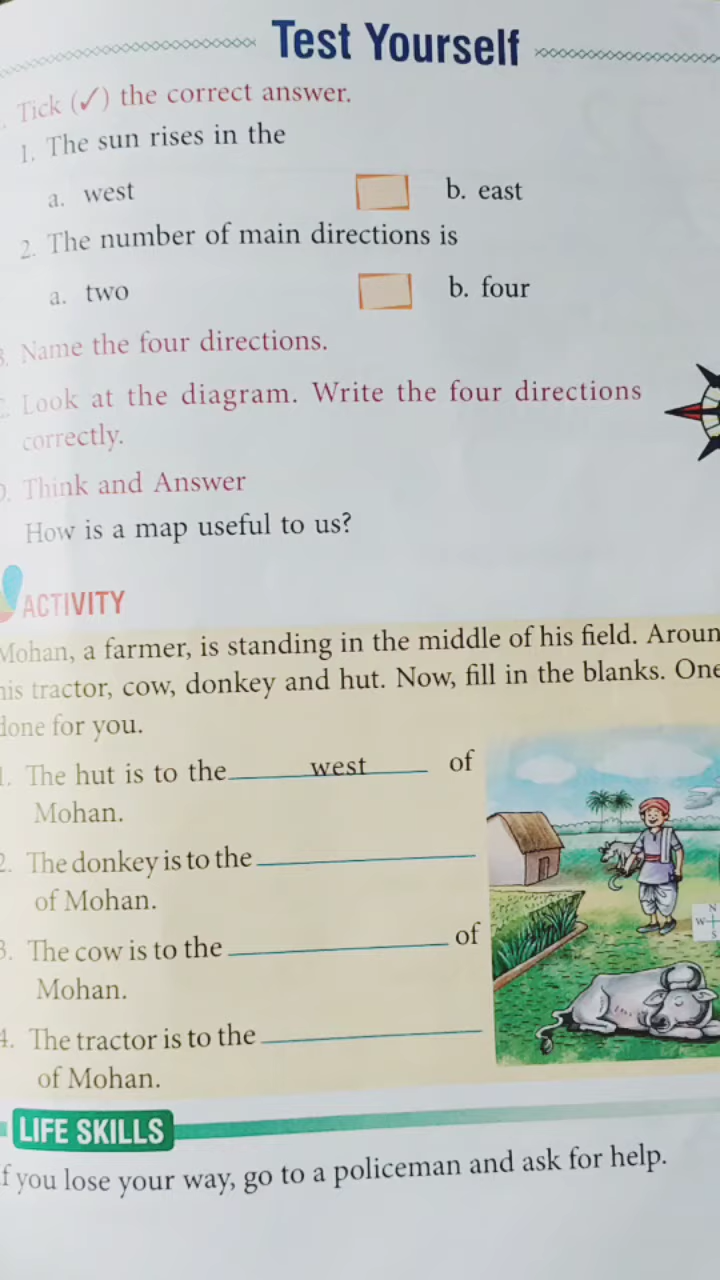 Test Yourself
Tick (✓) the correct answer.
1. The sun rises in the
a. west b. east
2. The number of main directions is
a. two b. four
Name the four directions.
Look at the diagram. Write the four directions
correctly.
Think and Answer
How is a map useful to us?
ACTIVITY
Mohan, a farmer, is standing in the middle of his field.
tractor, cow, donkey and hut. Now, fill in the blanks.
for you.
1. The hut is to the west of
Mohan.
2. The donkey is to the
of Mohan.
3. The cow is to the of
Mohan.
4. The tractor is to the
of Mohan.
N
W
S
LIFE SKILLS
you lose your way, go to a policeman and ask for help.